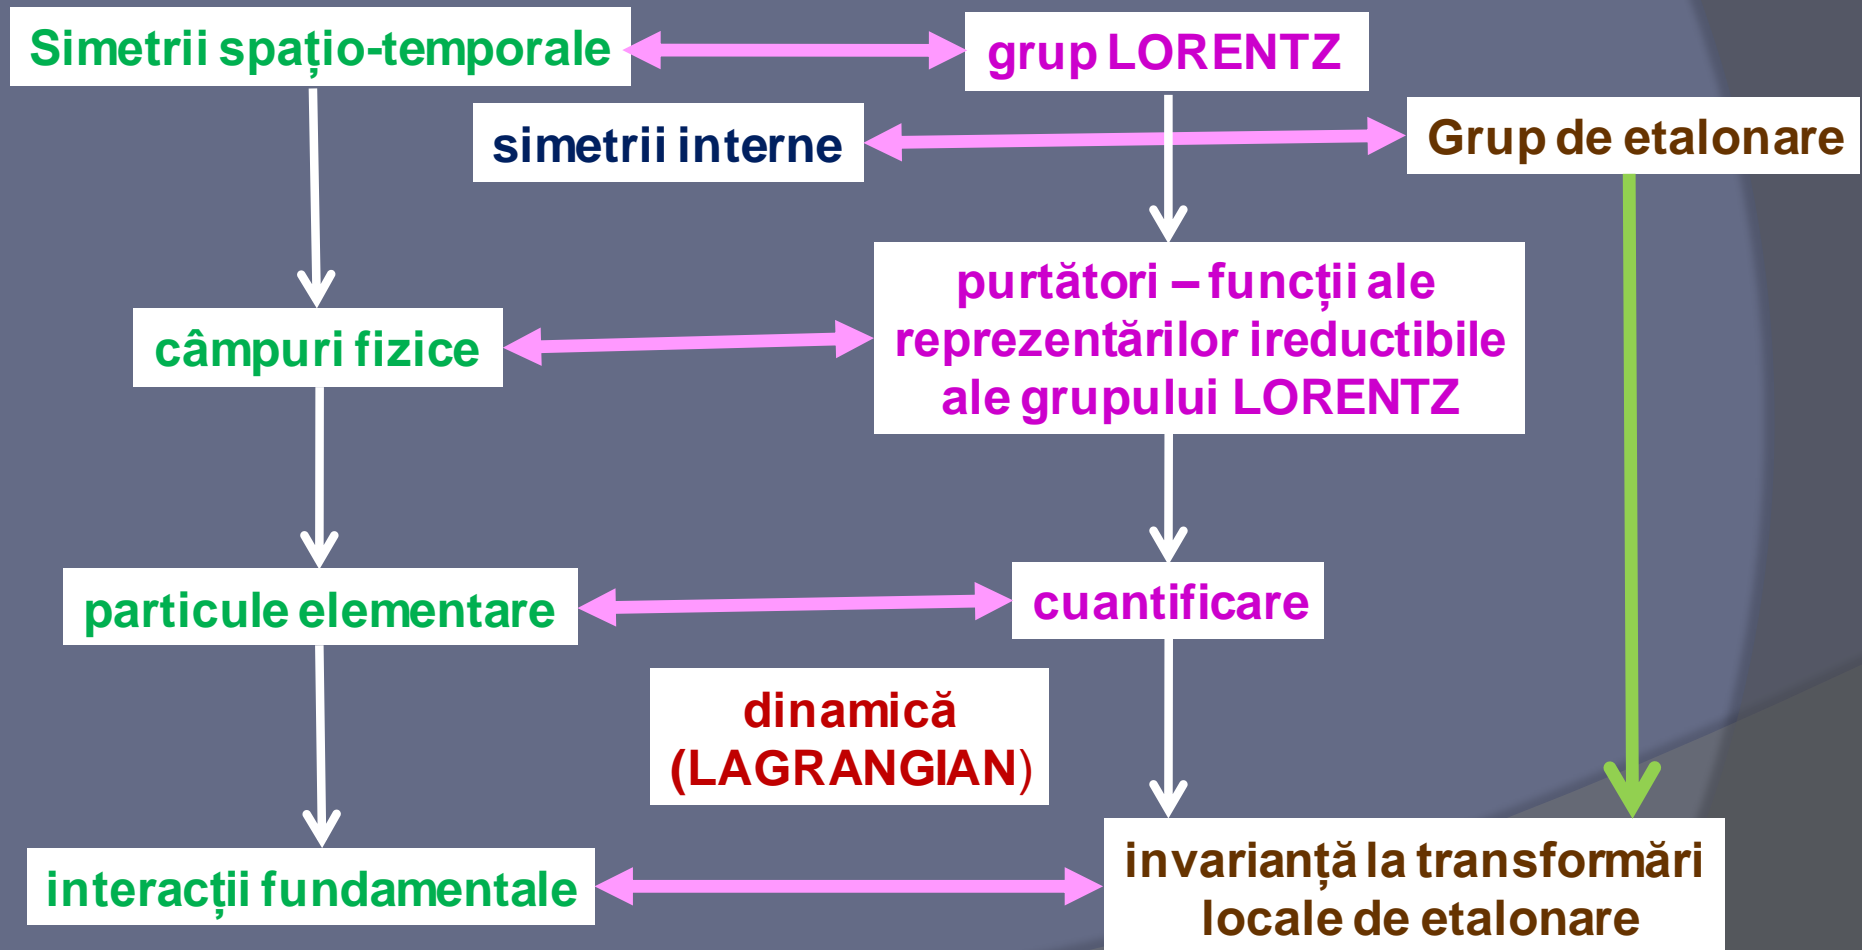 Simetrii spațio-temporale
grup LORENTZ
simetrii interne
Grup de etalonare
câmpuri fizice
purtători – funcții ale
reprezentărilor ireductibile
ale grupului LORENTZ
particule elementare
cuantificare
dinamică
(LAGRANGIAN)
interacții fundamentale
invarianță la transformări
locale de etalonare